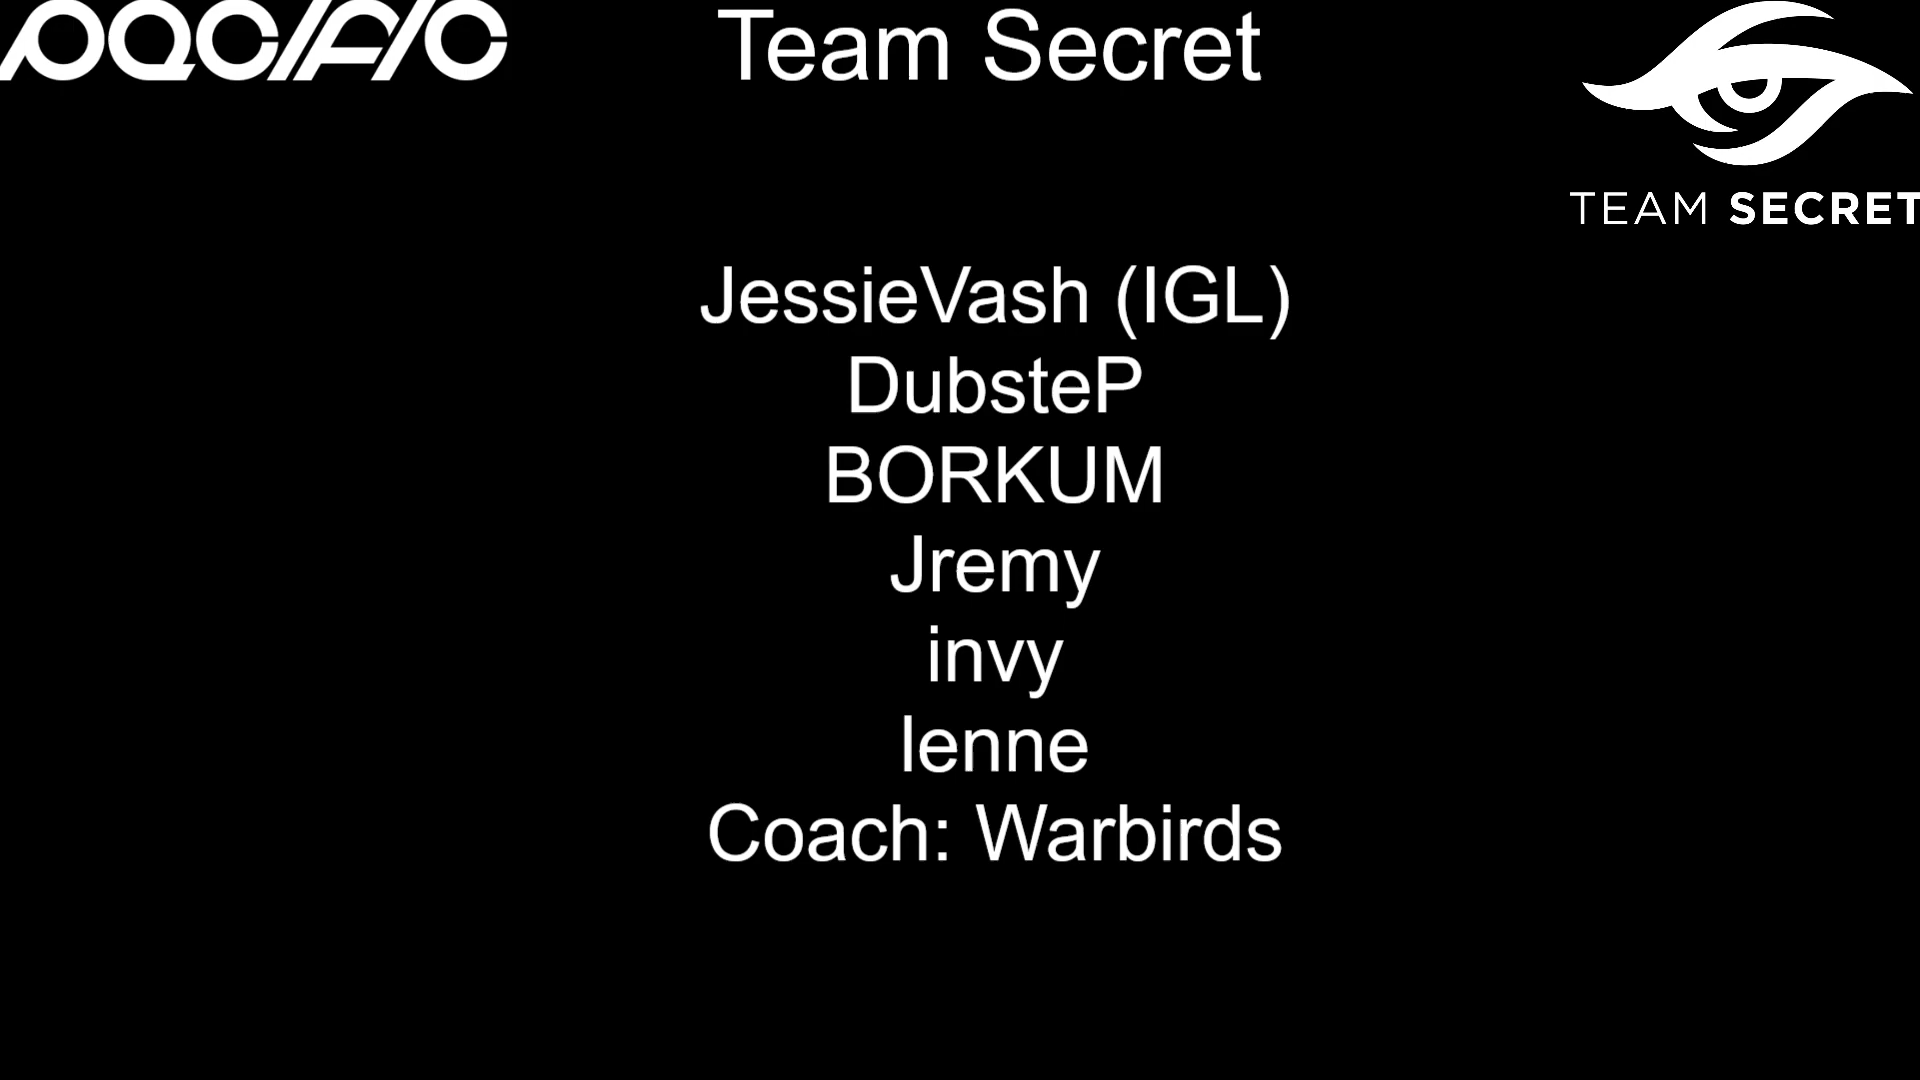 PACIFIC
Team Secret
TEAM SECRET
JessieVash (IGL)
DubsteP
BORKUM
Jremy
invy
lenne
Coach: Warbirds